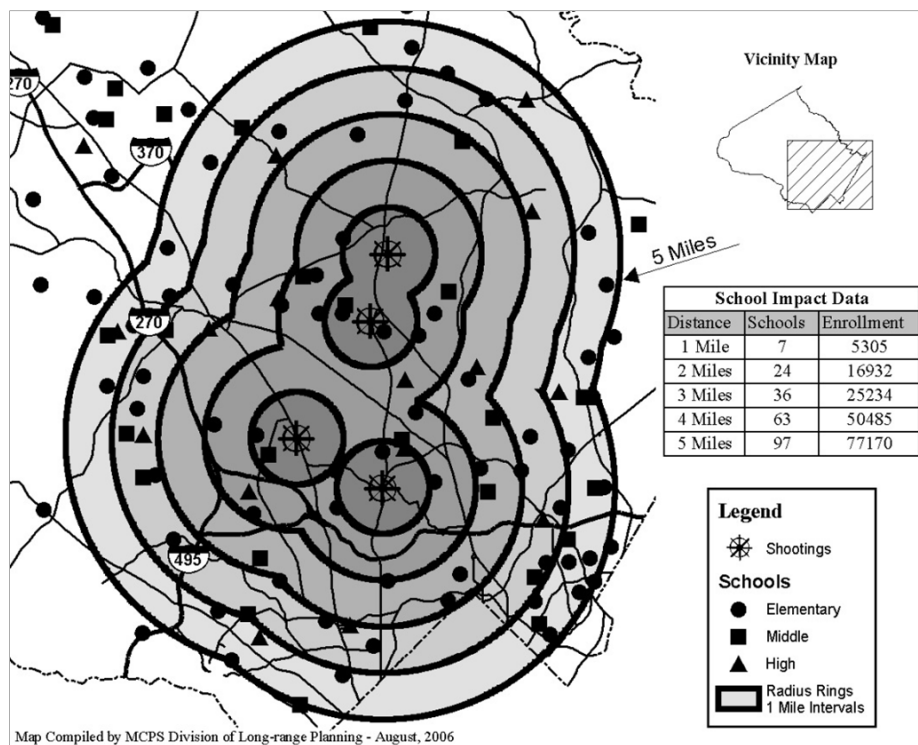 270
370
270
495
5 Miles
Vicinity Map
School Impact Data
Distance Schools Enrollment
1 Mile 7 5305
2 Miles 24 16932
3 Miles 36 25234
4 Miles 63 50485
5 Miles 97 77170
Legend
Shootings
Schools
Elementary
Middle
High
Radius Rings
1 Mile Intervals
Map Compiled by MCPS Division of Long-range Planning - August, 2006